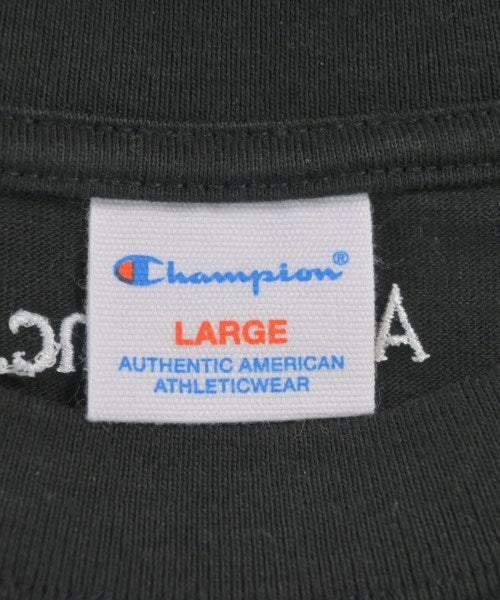 Champion®
LARGE
AUTHENTIC AMERICAN
ATHLETICWEAR